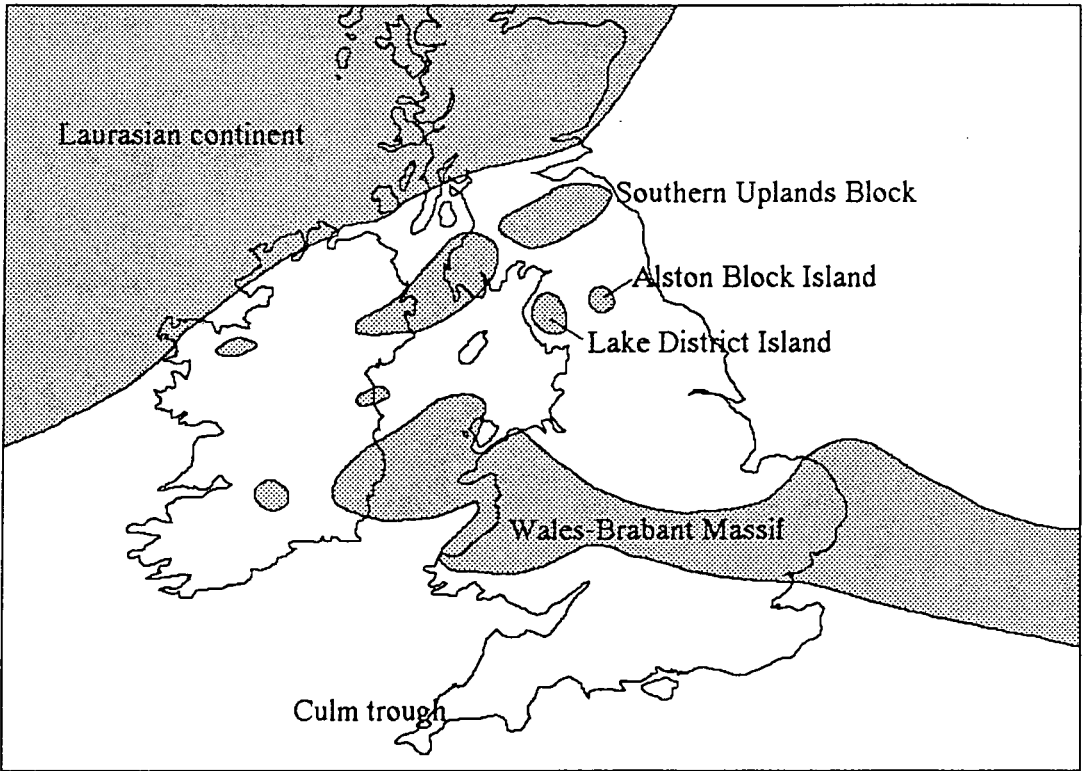 Laurasian continent
Southern Uplands Block
Alston Block Island
Lake District Island
Wales-Brabant Massif
Culm trough